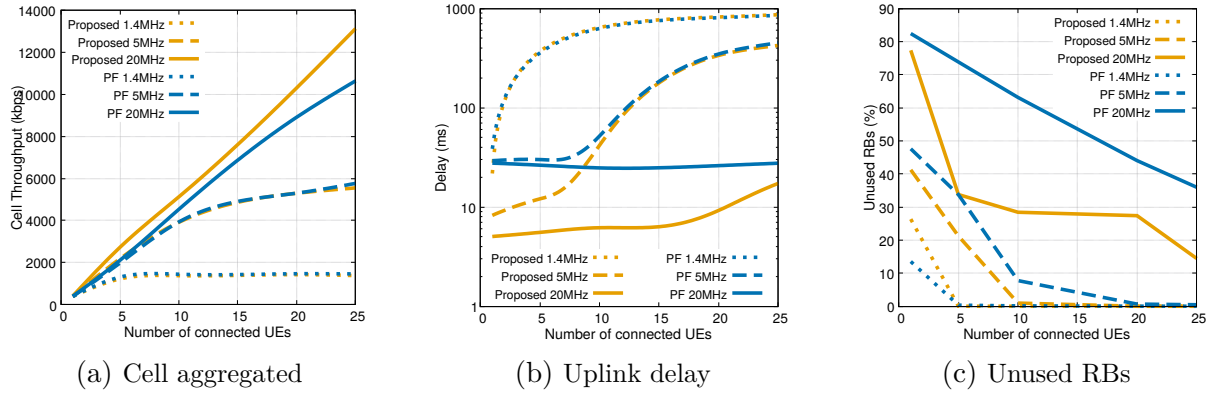 14000
12000
10000
8000
6000
4000
2000
0
Cell Throughput (kbps)
Proposed 1.4MHz
Proposed 5MHz
Proposed 20MHz
PF 1.4MHz
PF 5MHz
PF 20MHz
0 5 10 15 20 25
Number of connected UEs
(a) Cell aggregated
1000
100
10
1
Delay (ms)
Proposed 1.4MHz
Proposed 5MHz
Proposed 20MHz
PF 1.4MHz
PF 5MHz
PF 20MHz
0 5 10 15 20 25
Number of connected UEs
(b) Uplink delay
100
90
80
70
60
50
40
30
20
10
0
Unused RBs (%)
Proposed 1.4MHz
Proposed 5MHz
Proposed 20MHz
PF 1.4MHz
PF 5MHz
PF 20MHz
0 5 10 15 20 25
Number of connected UEs
(c) Unused RBs